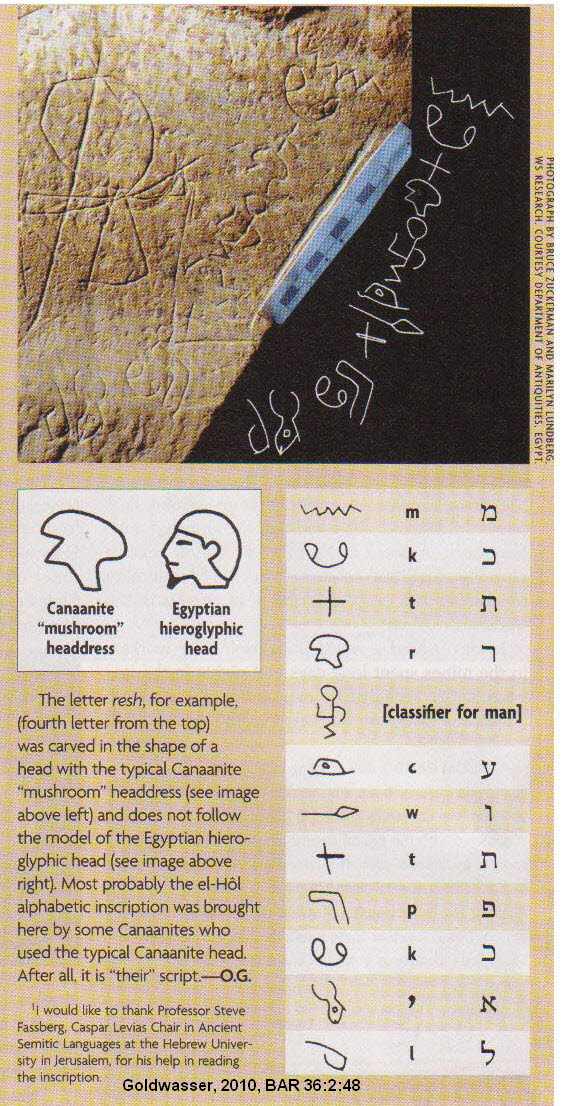 PHOTOGRAPH BY BRUCE ZUCKERMAN AND MARILYN LUNDBERG,
WS RESEARCH. COURTESY DEPARTMENT OF ANTIQUITIES, EGYPT
Canaanite
“mushroom”
headdress
Egyptian
hieroglyphic
head
The letter resh, for example,
(fourth letter from the top)
was carved in the shape of a
head with the typical Canaanite
“mushroom” headdress (see image
above left) and does not follow
the model of the Egyptian hiero-
glyphic head (see image above
right). Most probably the el-Hôl
alphabetic inscription was brought
here by some Canaanites who
used the typical Canaanite head.
After all, it is “their” script.—O.G.
¹I would like to thank Professor Steve
Fassberg, Caspar Levias Chair in Ancient
Semitic Languages at the Hebrew Univer-
sity in Jerusalem, for his help in reading
the inscription.
m מ
k כ
t ת
r ר
[classifier for man]
ʿ ע
w ו
t ת
p פ
k כ
ʾ א
l ל
Goldwasser, 2010, BAR 36:2:48